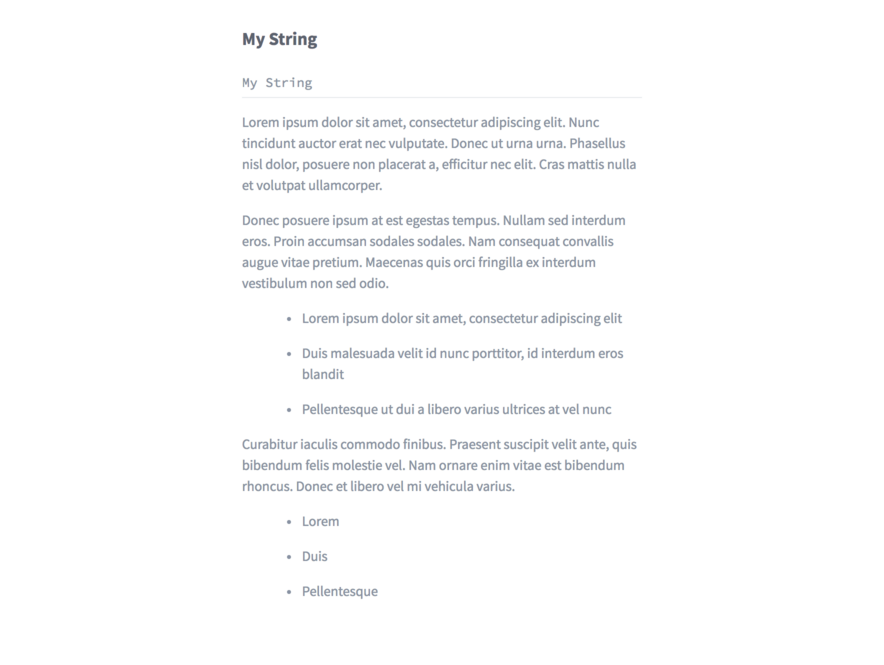 My String
My String
Lorem ipsum dolor sit amet, consectetur adipiscing elit. Nunc
tincidunt auctor erat nec vulputate. Donec ut urna urna. Phasellus
nisl dolor, posuere non placerat a, efficitur nec elit. Cras mattis nulla
et volutpat ullamcorper.
Donec posuere ipsum at est egestas tempus. Nullam sed interdum
eros. Proin accumsan sodales sodales. Nam consequat convallis
augue vitae pretium. Maecenas quis orci fringilla ex interdum
vestibulum non sed odio.
• Lorem ipsum dolor sit amet, consectetur adipiscing elit
• Duis malesuada velit id nunc porttitor, id interdum eros
blandit
• Pellentesque ut dui a libero varius ultrices at vel nunc
Curabitur iaculis commodo finibus. Praesent suscipit velit ante, quis
bibendum felis molestie vel. Nam ornare enim vitae est bibendum
rhoncus. Donec et libero vel mi vehicula varius.
• Lorem
• Duis
• Pellentesque